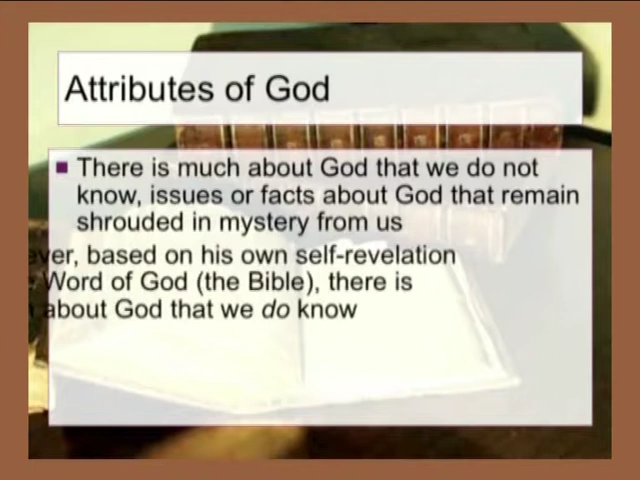 Attributes of God
There is much about God that we do not
know, issues or facts about God that remain
shrouded in mystery from us
ever, based on his own self-revelation
Word of God (the Bible), there is
about God that we do know